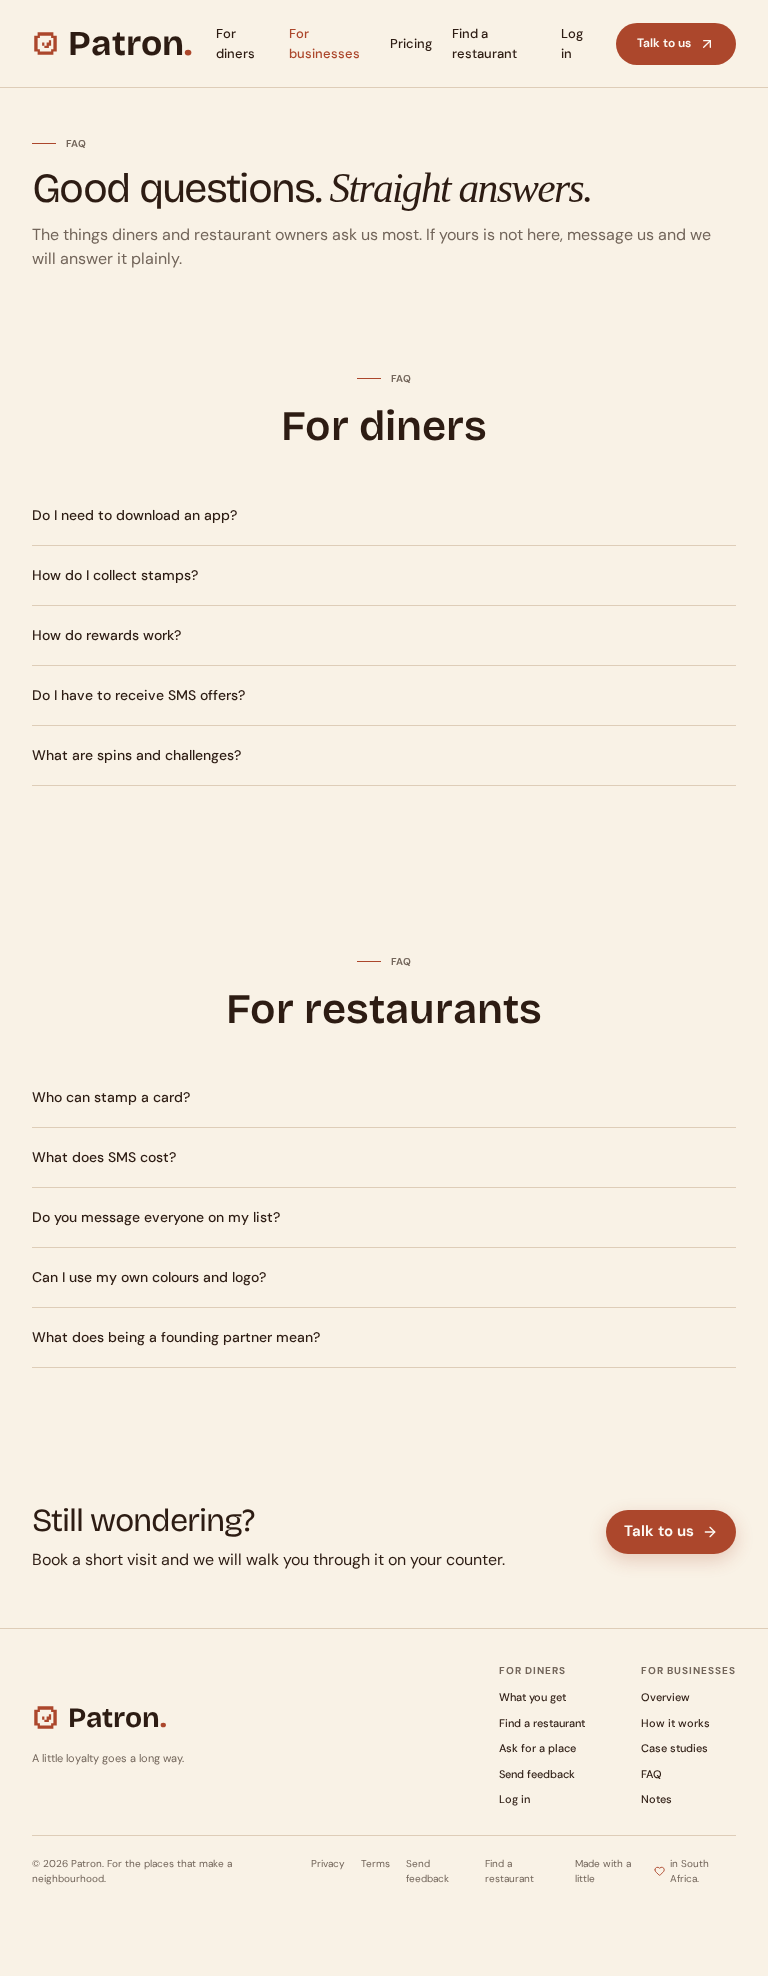 Patron.
For diners
For businesses
Pricing
Find a restaurant
Log in
Talk to us
FAQ
Good questions. Straight answers.
The things diners and restaurant owners ask us most. If yours is not here, message us and we
will answer it plainly.
FAQ
For diners
Do I need to download an app?
How do I collect stamps?
How do rewards work?
Do I have to receive SMS offers?
What are spins and challenges?
FAQ
For restaurants
Who can stamp a card?
What does SMS cost?
Do you message everyone on my list?
Can I use my own colours and logo?
What does being a founding partner mean?
Still wondering?
Book a short visit and we will walk you through it on your counter.
Talk to us
Patron.
A little loyalty goes a long way.
FOR DINERS
What you get
Find a restaurant
Ask for a place
Send feedback
Log in
FOR BUSINESSES
Overview
How it works
Case studies
FAQ
Notes
© 2026 Patron. For the places that make a
neighbourhood.
Privacy
Terms
Send
feedback
Find a
restaurant
Made with a
little
in South
Africa.